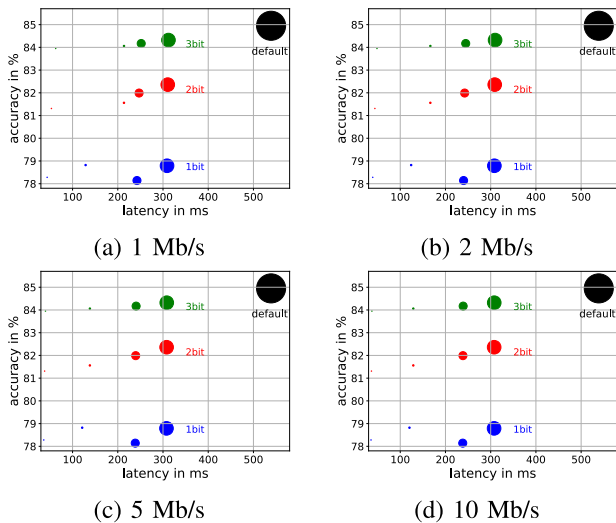 85
84
83
82
81
80
79
78
accuracy in %
100 200 300 400 500
latency in ms
default
3bit
2bit
1bit
(a) 1 Mb/s
85
84
83
82
81
80
79
78
accuracy in %
100 200 300 400 500
latency in ms
default
3bit
2bit
1bit
(b) 2 Mb/s
85
84
83
82
81
80
79
78
accuracy in %
100 200 300 400 500
latency in ms
default
3bit
2bit
1bit
(c) 5 Mb/s
85
84
83
82
81
80
79
78
accuracy in %
100 200 300 400 500
latency in ms
default
3bit
2bit
1bit
(d) 10 Mb/s